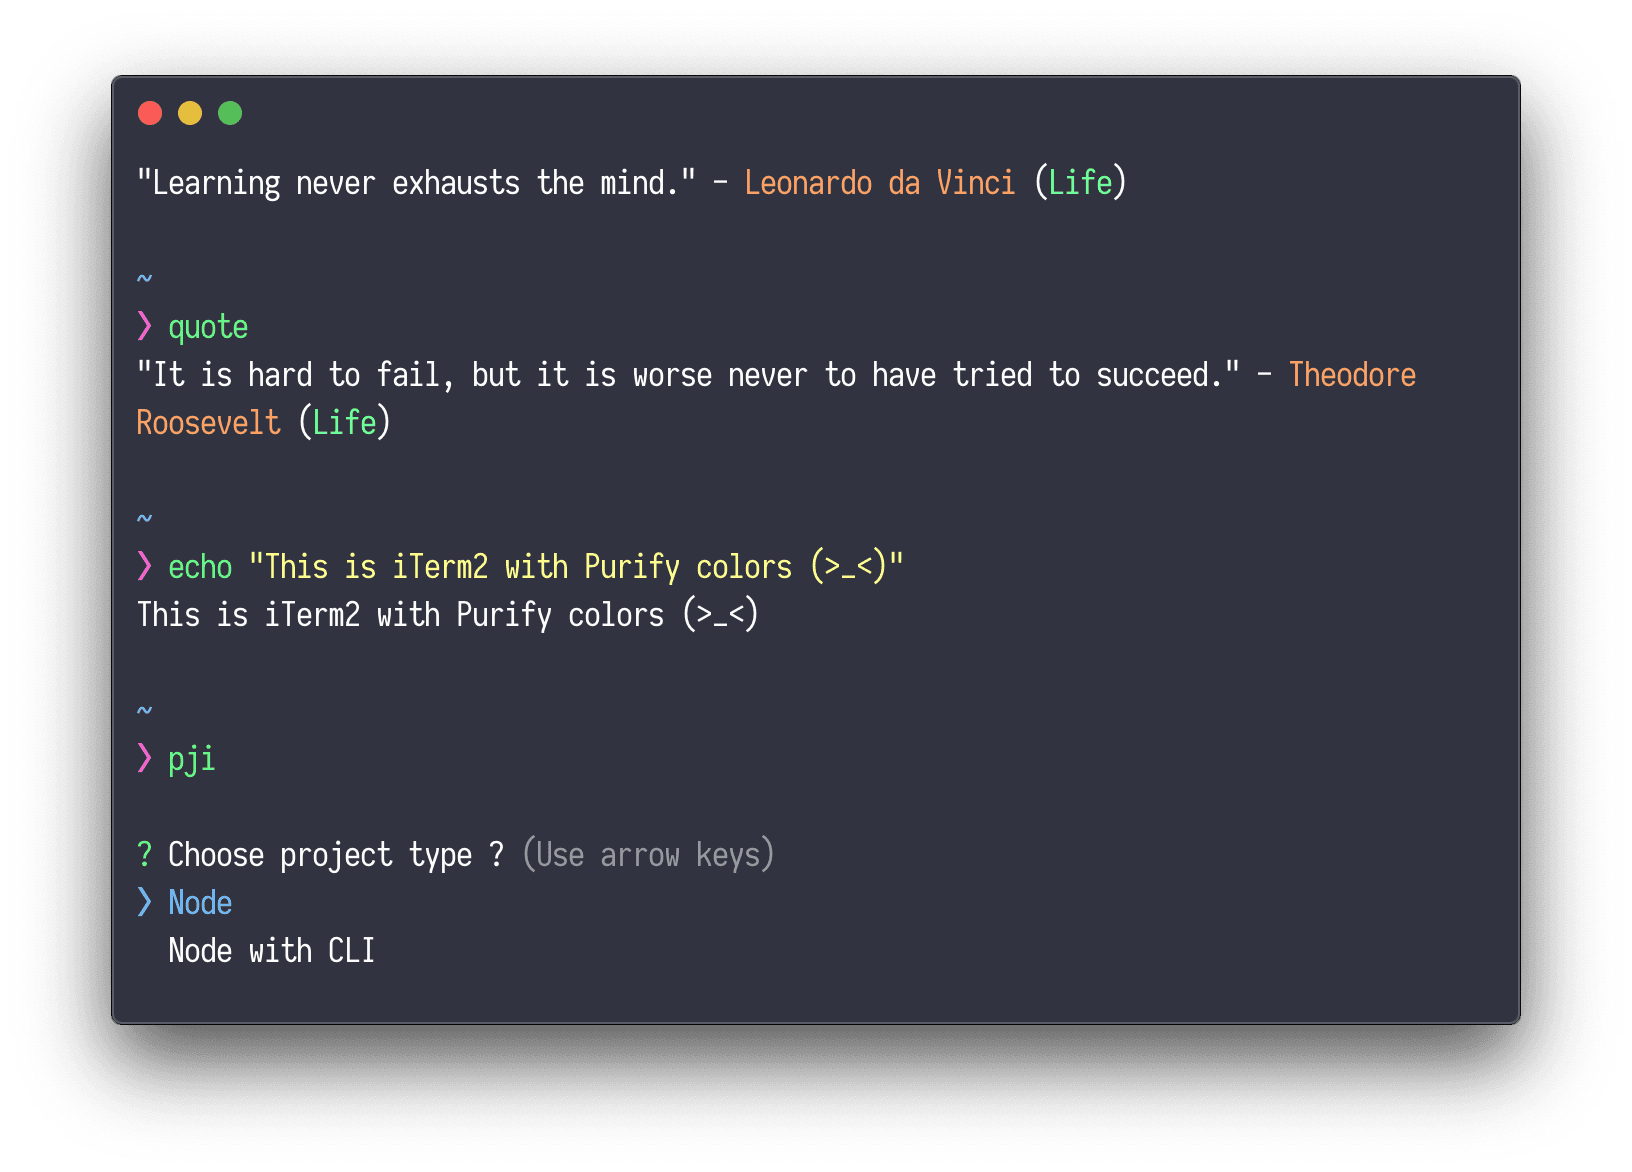 "Learning never exhausts the mind." - Leonardo da Vinci (Life)
~
❯ quote
"It is hard to fail, but it is worse never to have tried to succeed." - Theodore
Roosevelt (Life)
~
❯ echo "This is iTerm2 with Purify colors (>_<)"
This is iTerm2 with Purify colors (>_<)
~
❯ pji
? Choose project type ? (Use arrow keys)
❯ Node
Node with CLI